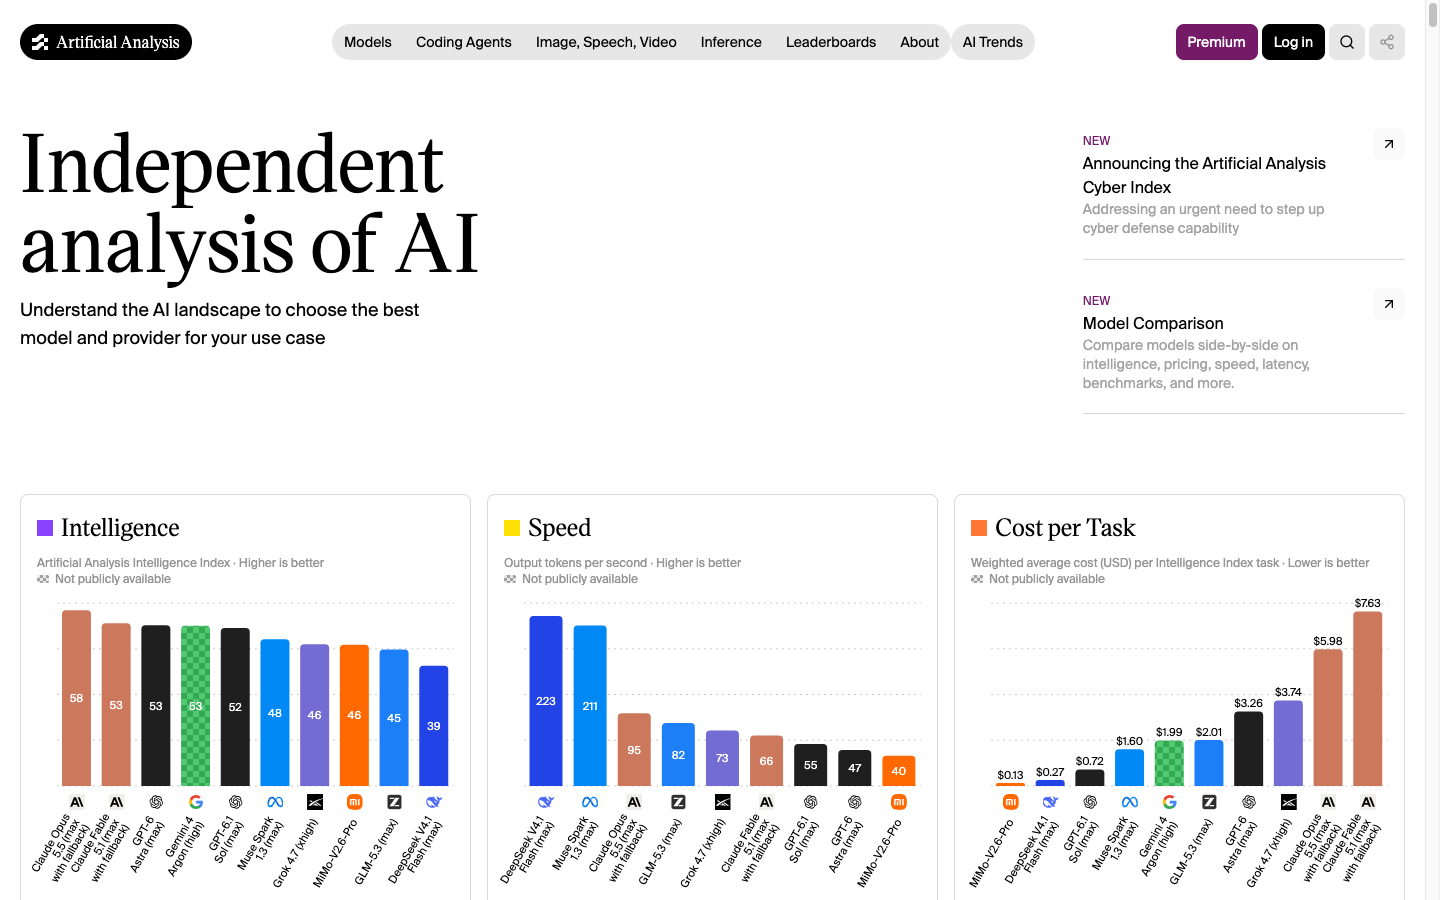 Artificial Analysis
Models
Coding Agents
Image, Speech, Video
Inference
Leaderboards
About
AI Trends
Premium
Log in
Independent
analysis of AI
Understand the AI landscape to choose the best
model and provider for your use case
NEW
Announcing the Artificial Analysis
Cyber Index
Addressing an urgent need to step up
cyber defense capability
NEW
Model Comparison
Compare models side-by-side on
intelligence, pricing, speed, latency,
benchmarks, and more.
Intelligence
Artificial Analysis Intelligence Index · Higher is better
Not publicly available
58
53
53
53
52
48
46
46
45
39
Claude Opus
5.5 (max
with fallback)
Claude Fable
5.1 (max
with fallback)
GPT-6
Astra (max)
Gemini 4
Argon (high)
GPT-6.1
Sol (max)
Muse Spark
1.3 (max)
Grok 4.7 (xhigh)
MiMo-V2.6-Pro
GLM-5.3 (max)
DeepSeek V4.1
Flash (max)
Speed
Output tokens per second · Higher is better
Not publicly available
223
211
95
82
73
66
55
47
40
DeepSeek V4.1
Flash (max)
Muse Spark
1.3 (max)
Claude Opus
5.5 (max
with fallback)
GLM-5.3 (max)
Grok 4.7 (xhigh)
Claude Fable
5.1 (max
with fallback)
GPT-6.1
Sol (max)
GPT-6
Astra (max)
MiMo-V2.6-Pro
Cost per Task
Weighted average cost (USD) per Intelligence Index task · Lower is better
Not publicly available
$0.13
$0.27
$0.72
$1.60
$1.99
$2.01
$3.26
$3.74
$5.98
$7.63
MiMo-V2.6-Pro
DeepSeek V4.1
Flash (max)
GPT-6.1
Sol (max)
Muse Spark
1.3 (max)
Gemini 4
Argon (high)
GLM-5.3 (max)
GPT-6
Astra (max)
Grok 4.7 (xhigh)
Claude Opus
5.5 (max
with fallback)
Claude Fable
5.1 (max
with fallback)